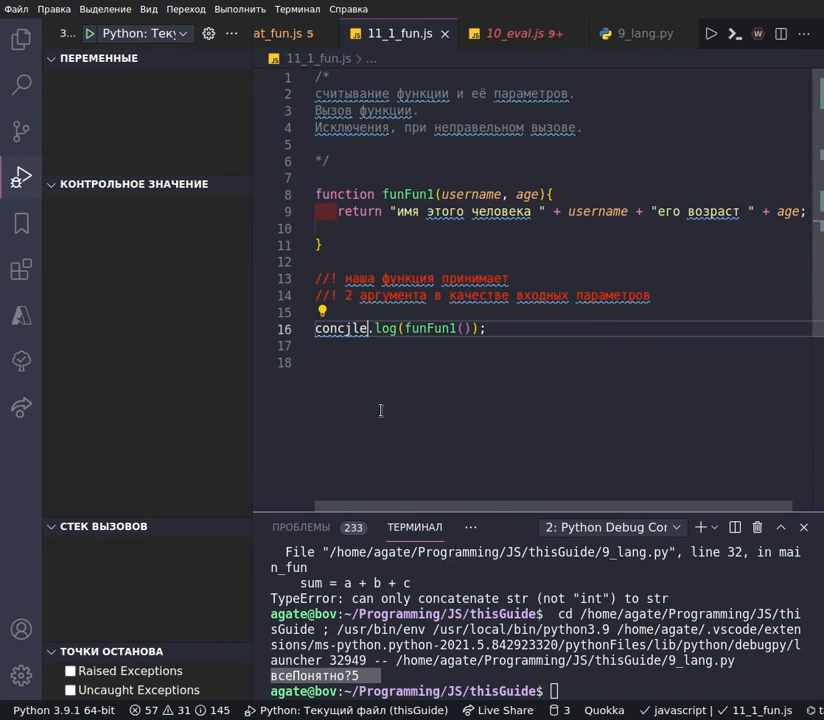 Файл Правка Выделение Вид Переход Выполнить Терминал Справка
З... Python: Теку
at_fun.js 5 11_1_fun.js 10_eval.js 9+ 9_lang.py
11_1_fun.js > ...
ПЕРЕМЕННЫЕ
КОНТРОЛЬНОЕ ЗНАЧЕНИЕ
СТЕК ВЫЗОВОВ
ТОЧКИ ОСТАНОВА
Raised Exceptions
Uncaught Exceptions
1 /*
2 считывание функции и её параметров.
3 Вызов функции.
4 Исключения, при неправельном вызове.
5
6 */
7
8 function funFun1(username, age){
9 return "имя этого человека " + username + "его возраст " + age;
10
11 }
12
13 //! наша функция принимает
14 //! 2 аргумента в качестве входных параметров
15
16 concjle.log(funFun1());
17
18
ПРОБЛЕМЫ 233 ТЕРМИНАЛ ... 2: Python Debug Cor
File "/home/agate/Programming/JS/thisGuide/9_lang.py", line 32, in mai
n_fun
sum = a + b + c
TypeError: can only concatenate str (not "int") to str
agate@bov:~/Programming/JS/thisGuide$ cd /home/agate/Programming/JS/thi
sGuide ; /usr/bin/env /usr/local/bin/python3.9 /home/agate/.vscode/exten
sions/ms-python.python-2021.5.842923320/pythonFiles/lib/python/debugpy/l
auncher 32949 -- /home/agate/Programming/JS/thisGuide/9_lang.py
всеПонятно?5
agate@bov:~/Programming/JS/thisGuide$
Python 3.9.1 64-bit 57 31 145 Python: Текущий файл (thisGuide) Live Share 3 Quokka javascript | 11_1_fun.js